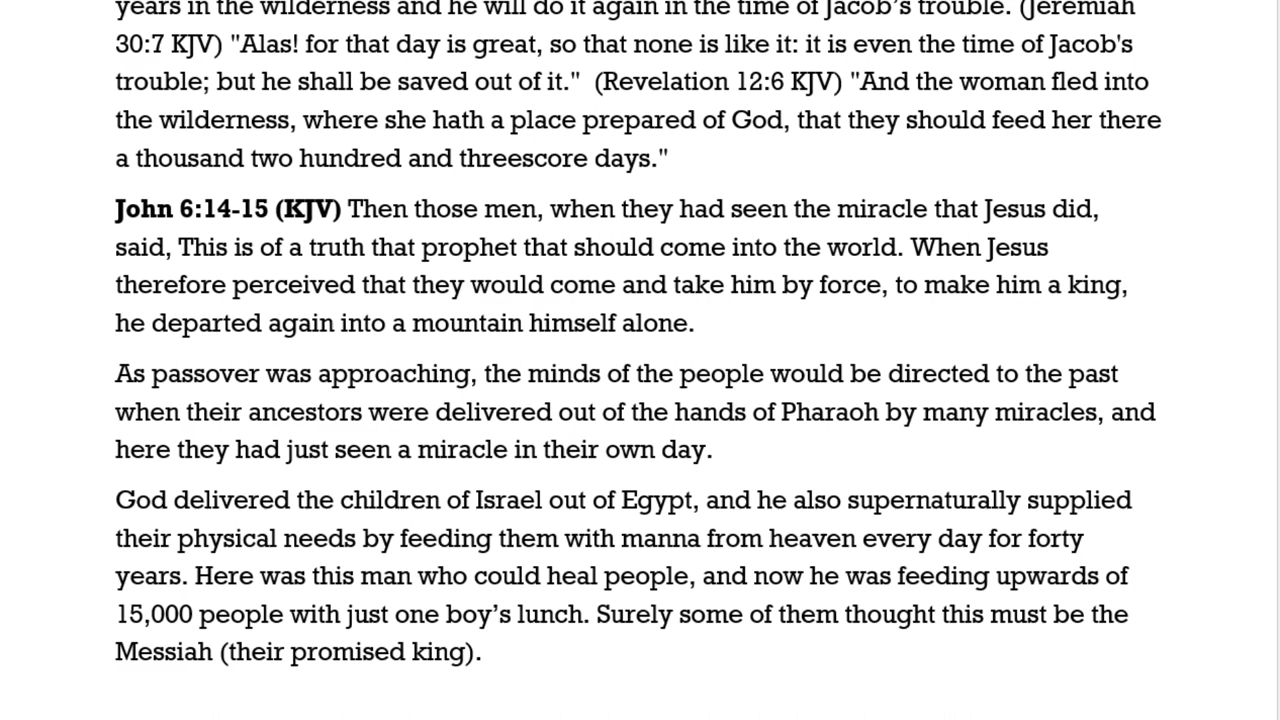 years in the wilderness and he will do it again in the time of Jacob's trouble. (Jeremiah
30:7 KJV) "Alas! for that day is great, so that none is like it: it is even the time of Jacob's
trouble; but he shall be saved out of it."  (Revelation 12:6 KJV) "And the woman fled into
the wilderness, where she hath a place prepared of God, that they should feed her there
a thousand two hundred and threescore days."
John 6:14-15 (KJV) Then those men, when they had seen the miracle that Jesus did,
said, This is of a truth that prophet that should come into the world. When Jesus
therefore perceived that they would come and take him by force, to make him a king,
he departed again into a mountain himself alone.
As passover was approaching, the minds of the people would be directed to the past
when their ancestors were delivered out of the hands of Pharaoh by many miracles, and
here they had just seen a miracle in their own day.
God delivered the children of Israel out of Egypt, and he also supernaturally supplied
their physical needs by feeding them with manna from heaven every day for forty
years. Here was this man who could heal people, and now he was feeding upwards of
15,000 people with just one boy’s lunch. Surely some of them thought this must be the
Messiah (their promised king).